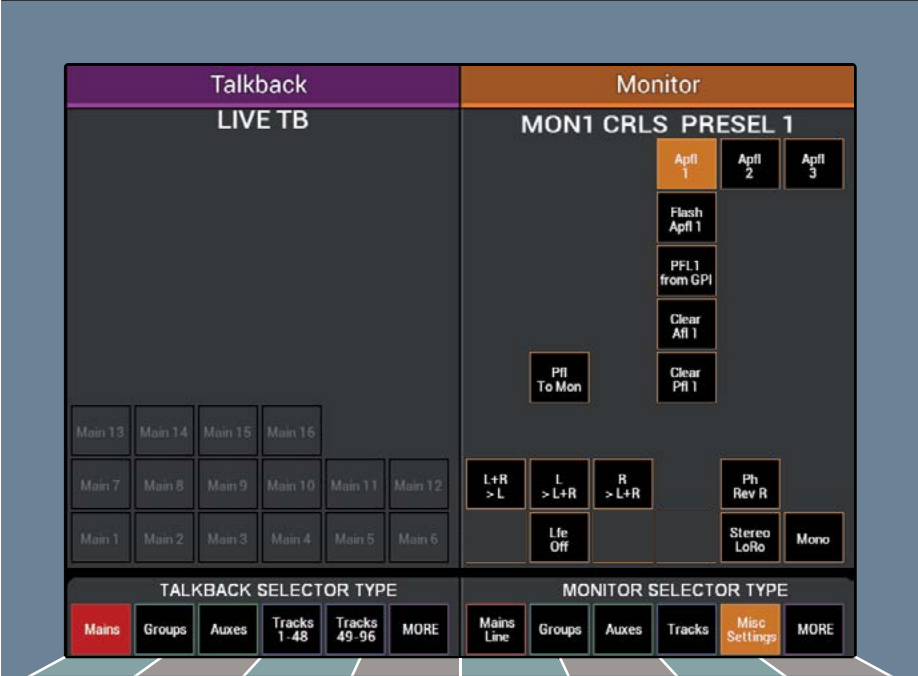 Talkback
Monitor
LIVE TB
MON1 CRLS PRESEL 1
Apfl
1
Apfl
2
Apfl
3
Flash
Apfl 1
PFL1
from GPI
Clear
Afl 1
Pfl
To Mon
Clear
Pfl 1
Main 13
Main 14
Main 15
Main 16
Main 7
Main 8
Main 9
Main 10
Main 11
Main 12
L+R
>L
L
>L+R
R
>L+R
Ph
Rev R
Main 1
Main 2
Main 3
Main 4
Main 5
Main 6
Lfe
Off
Stereo
LoRo
Mono
TALKBACK SELECTOR TYPE
MONITOR SELECTOR TYPE
Mains
Groups
Auxes
Tracks
1-48
Tracks
49-96
MORE
Mains
Line
Groups
Auxes
Tracks
Misc
Settings
MORE